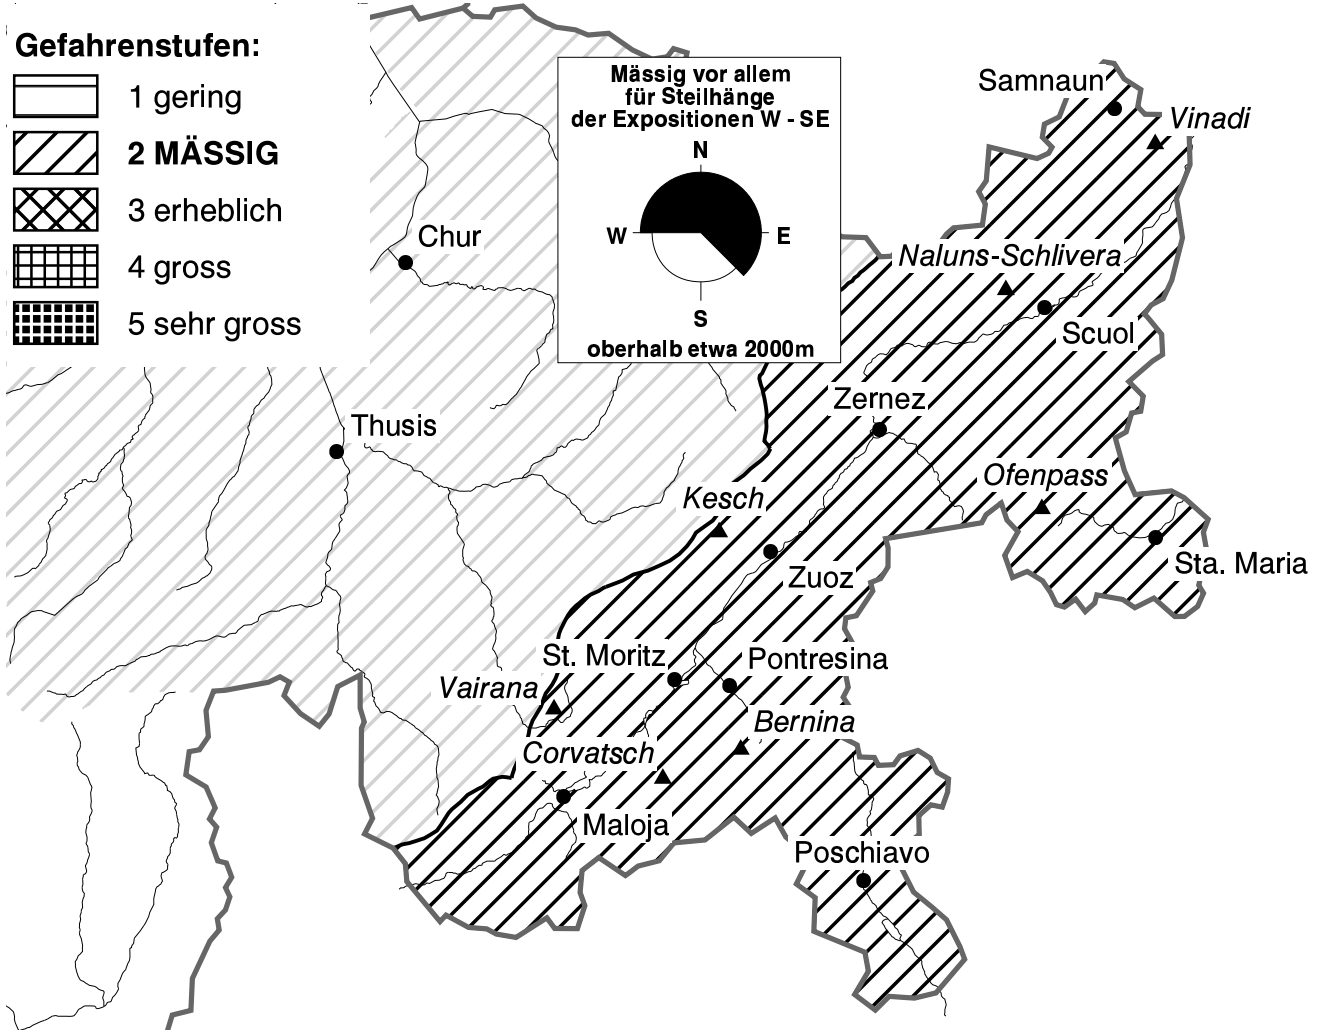 Gefahrenstufen:
1 gering
2 MÄSSIG
3 erheblich
4 gross
5 sehr gross
Mässig vor allem
für Steilhänge
der Expositionen W - SE
N
W
E
S
oberhalb etwa 2000m
Samnaun
Vinadi
Chur
Naluns-Schlivera
Scuol
Zernez
Thusis
Ofenpass
Kesch
Sta. Maria
Zuoz
St. Moritz
Pontresina
Vairana
Bernina
Corvatsch
Maloja
Poschiavo